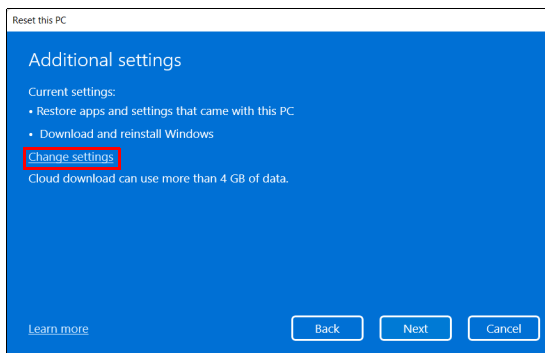 Reset this PC
Additional settings
Current settings:
• Restore apps and settings that came with this PC
• Download and reinstall Windows
Change settings
Cloud download can use more than 4 GB of data.
Learn more Back Next Cancel